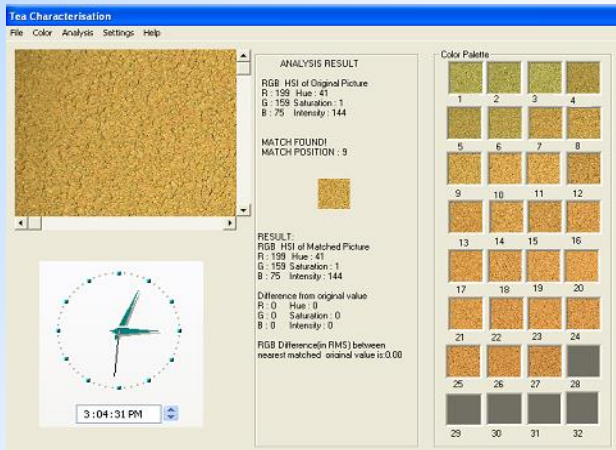 Tea Characterisation
File Color Analysis Settings Help
ANALYSIS RESULT
RGB HSI of Original Picture
R : 199 Hue : 41
G : 159 Saturation : 1
B : 75 Intensity : 144
MATCH FOUND!
MATCH POSITION : 9
RESULT:
RGB HSI of Matched Picture
R : 199 Hue : 41
G : 159 Saturation : 1
B : 75 Intensity : 144
Difference from original value
R : 0 Hue : 0
G : 0 Saturation : 0
B : 0 Intensity : 0
RGB Difference(in RMS) between
nearest matched original value is:0.00
3:04:31 PM
Color Palette
1 2 3 4
5 6 7 8
9 10 11 12
13 14 15 16
17 18 19 20
21 22 23 24
25 26 27 28
29 30 31 32